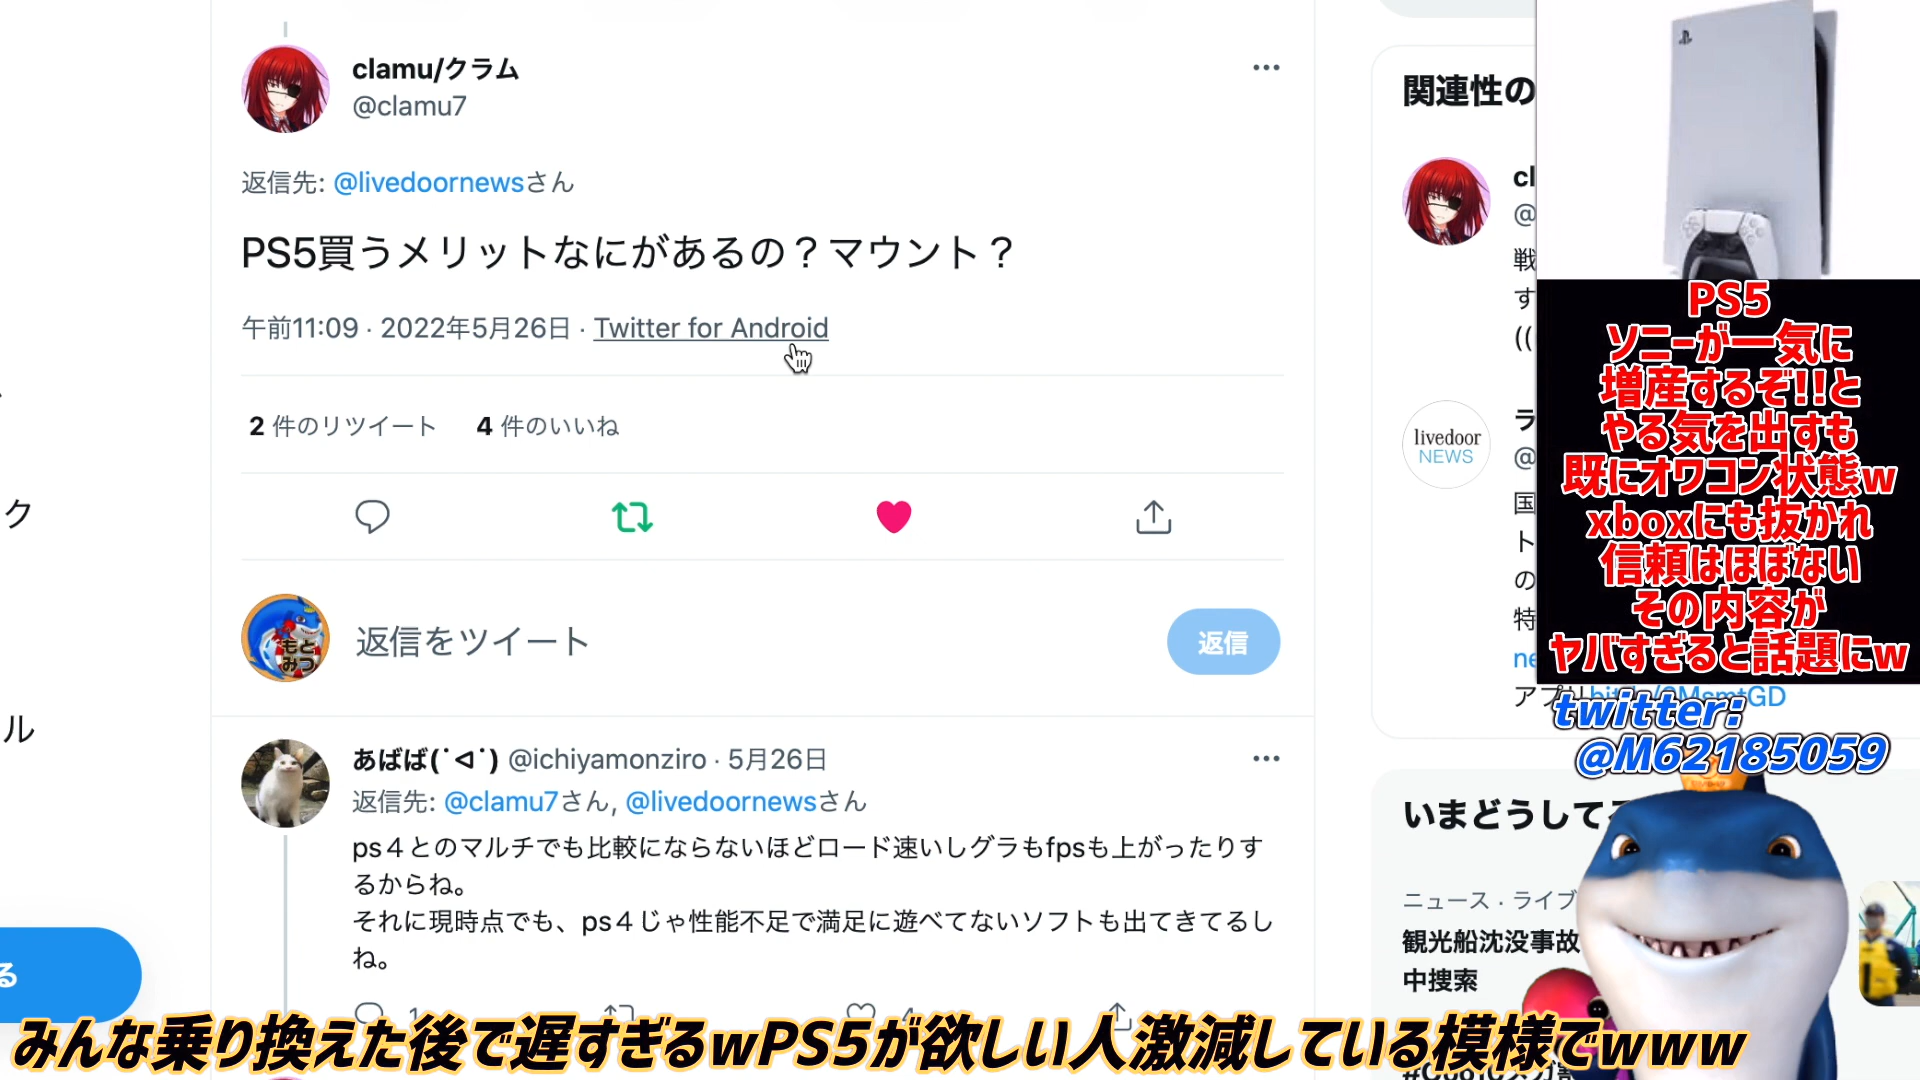 clamu/クラム
@clamu7
返信先: @livedoornewsさん
PS5買うメリットなにがあるの？マウント？
午前11:09 · 2022年5月26日 · Twitter for Android
2 件のリツイート 4 件のいいね
もと
みつ
返信をツイート
返信
あばば(˙ᐊ˙) @ichiyamonziro · 5月26日
返信先: @clamu7さん, @livedoornewsさん
ps４とのマルチでも比較にならないほどロード速いしグラもfpsも上がったりす
るからね。
それに現時点でも、ps４じゃ性能不足で満足に遊べてないソフトも出てきてるし
ね。
ク
ル
る
関連性の
cl
@
戦
す
((
livedoor
NEWS
ラ
@
国
ト
の
特
ne
PS5
ソニーが一気に
増産するぞ!!と
やる気を出すも
既にオワコン状態w
xboxにも抜かれ
信頼はほぼない
その内容が
ヤバすぎると話題にw
twitter:
@M62185059
いまどうして
ニュース · ライブ
観光船沈没事故
中捜索
みんな乗り換えた後で遅すぎるwPS5が欲しい人激減している模様でwww